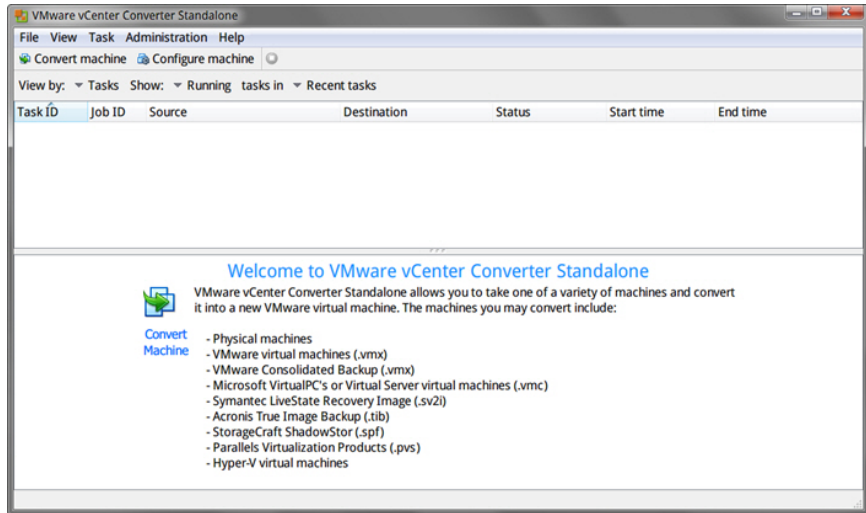 VMware vCenter Converter Standalone
File View Task Administration Help
Convert machine Configure machine
View by: Tasks Show: Running tasks in Recent tasks
Task ID Job ID Source Destination Status Start time End time
Welcome to VMware vCenter Converter Standalone
VMware vCenter Converter Standalone allows you to take one of a variety of machines and convert
it into a new VMware virtual machine. The machines you may convert include:
Convert
Machine
- Physical machines
- VMware virtual machines (.vmx)
- VMware Consolidated Backup (.vmx)
- Microsoft VirtualPC's or Virtual Server virtual machines (.vmc)
- Symantec LiveState Recovery Image (.sv2i)
- Acronis True Image Backup (.tib)
- StorageCraft ShadowStor (.spf)
- Parallels Virtualization Products (.pvs)
- Hyper-V virtual machines